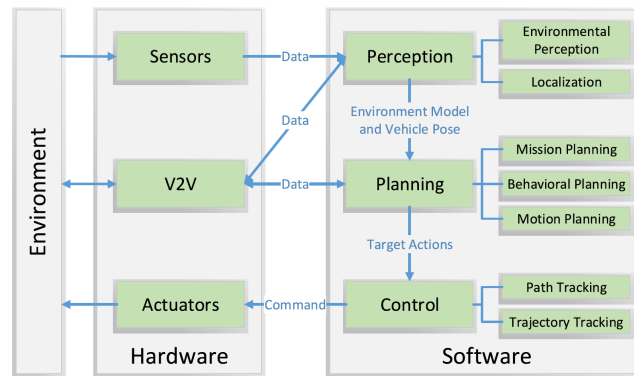 Environment
Sensors
V2V
Actuators
Hardware
Data
Data
Data
Command
Perception
Environment Model
and Vehicle Pose
Planning
Target Actions
Control
Software
Environmental
Perception
Localization
Mission Planning
Behavioral Planning
Motion Planning
Path Tracking
Trajectory Tracking